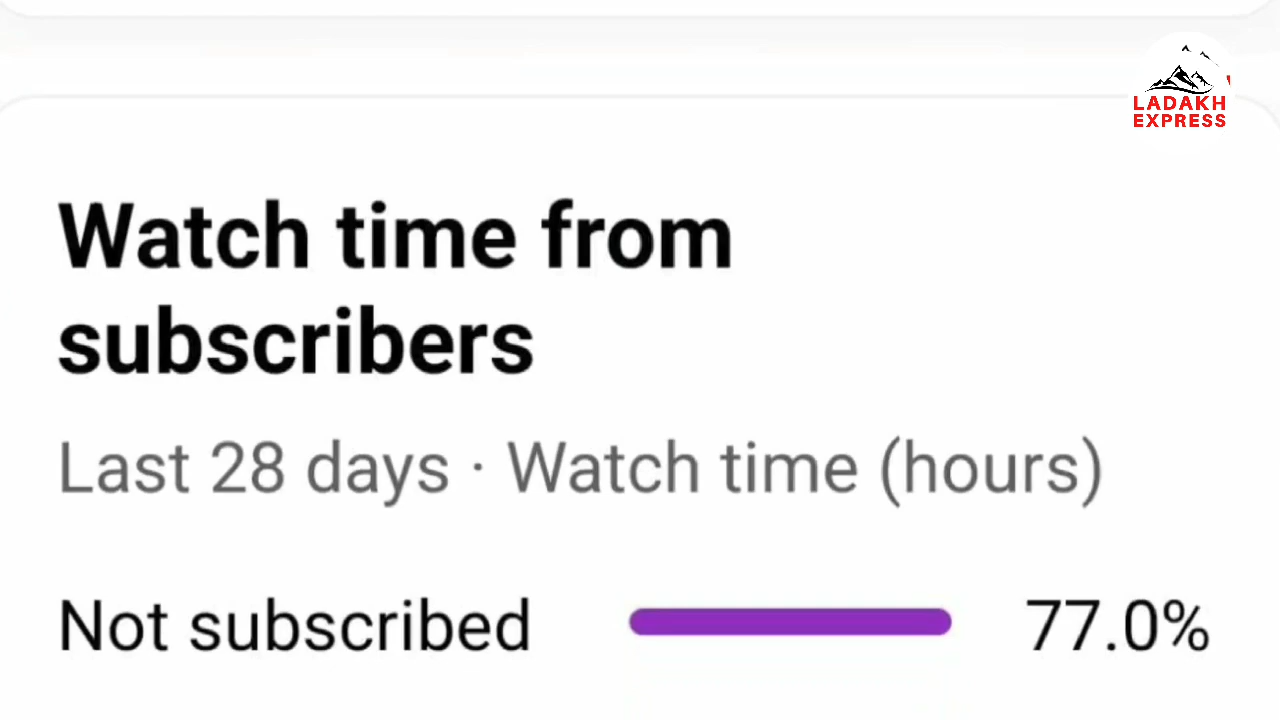 LADAKH
EXPRESS
Watch time from
subscribers
Last 28 days · Watch time (hours)
Not subscribed 77.0%